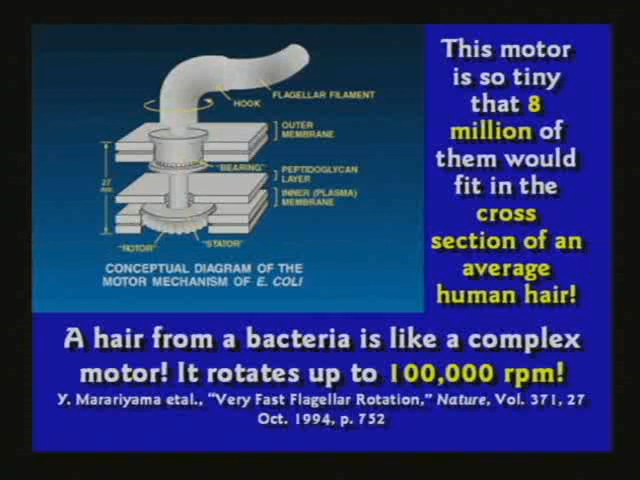 This motor
is so tiny
that 8
million of
them would
fit in the
cross
section of an
average
human hair!
FLAGELLAR FILAMENT
HOOK
OUTER
MEMBRANE
"BEARING"
PEPTIDOGLYCAN
LAYER
27
INNER (PLASMA)
MEMBRANE
"ROTOR"
"STATOR"
CONCEPTUAL DIAGRAM OF THE
MOTOR MECHANISM OF E. COLI
A hair from a bacteria is like a complex
motor! It rotates up to 100,000 rpm!
Y. Marariyama etal., "Very Fast Flagellar Rotation," Nature, Vol. 371, 27
Oct. 1994, p. 752